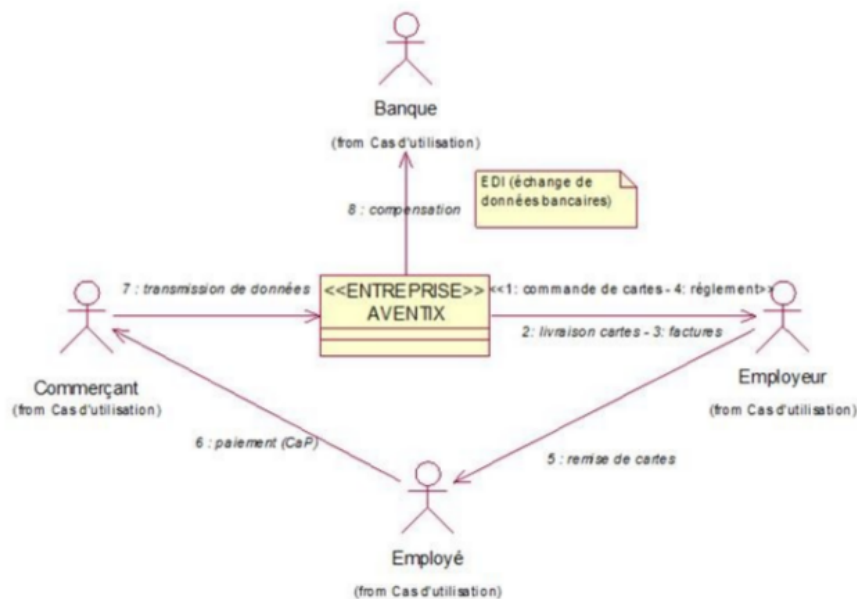 Banque
(from Cas d'utilisation)
EDI (échange de
données bancaires)
8 : compensation
7 : transmission de données
<<ENTREPRISE>>
AVENTIX
<<1: commande de cartes - 4: réglement>>
2: livraison cartes - 3: factures
Commerçant
(from Cas d'utilisation)
Employeur
(from Cas d'utilisation)
6 : paiement (CaP)
5 : remise de cartes
Employé
(from Cas d'utilisation)